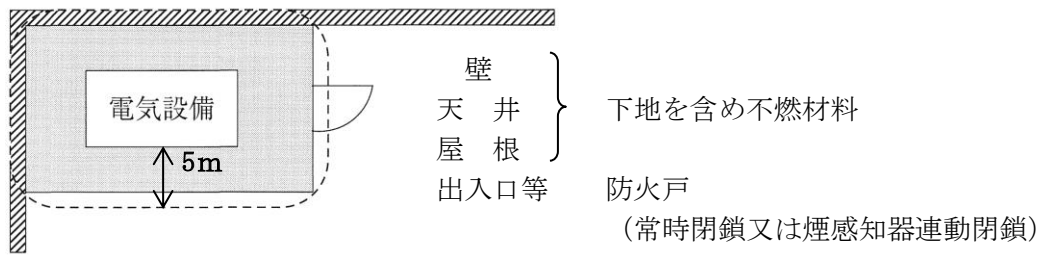 電気設備
5m
壁
天 井 下地を含め不燃材料
屋 根
出入口等 防火戸
(常時閉鎖又は煙感知器連動閉鎖)